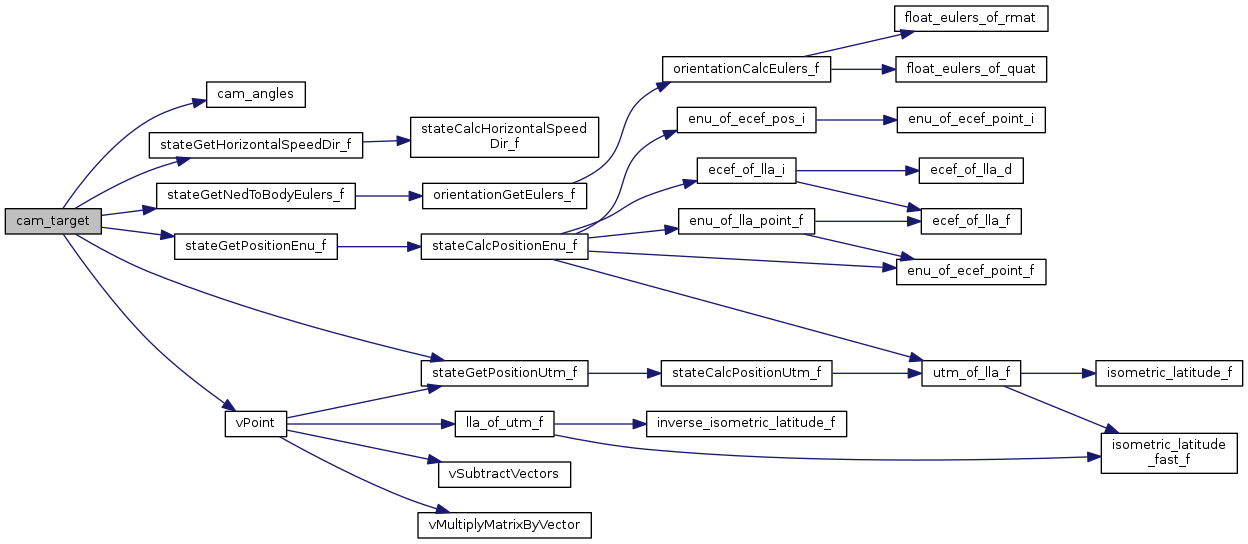 float_eulers_of_rmat
orientationCalcEulers_f
float_eulers_of_quat
cam_angles
enu_of_ecef_pos_i
enu_of_ecef_point_i
stateCalcHorizontalSpeed
Dir_f
stateGetHorizontalSpeedDir_f
ecef_of_lla_i
ecef_of_lla_d
stateGetNedToBodyEulers_f
orientationGetEulers_f
cam_target
enu_of_lla_point_f
ecef_of_lla_f
stateGetPositionEnu_f
stateCalcPositionEnu_f
enu_of_ecef_point_f
stateGetPositionUtm_f
stateCalcPositionUtm_f
utm_of_lla_f
isometric_latitude_f
vPoint
lla_of_utm_f
inverse_isometric_latitude_f
isometric_latitude
_fast_f
vSubtractVectors
vMultiplyMatrixByVector